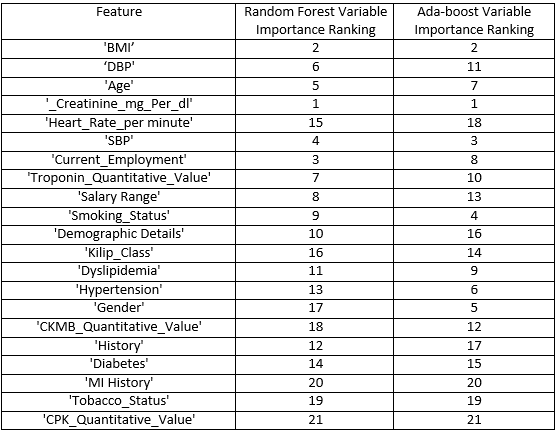 Feature Random Forest Variable Importance Ranking Ada-boost Variable Importance Ranking
'BMI’ 2 2
‘DBP' 6 11
'Age' 5 7
'_Creatinine_mg_Per_dl' 1 1
'Heart_Rate_per minute' 15 18
'SBP' 4 3
'Current_Employment' 3 8
'Troponin_Quantitative_Value' 7 10
'Salary Range' 8 13
'Smoking_Status' 9 4
'Demographic Details' 10 16
'Kilip_Class' 16 14
'Dyslipidemia' 11 9
'Hypertension' 13 6
'Gender' 17 5
'CKMB_Quantitative_Value' 18 12
'History' 12 17
'Diabetes' 14 15
'MI History' 20 20
'Tobacco_Status' 19 19
'CPK_Quantitative_Value' 21 21